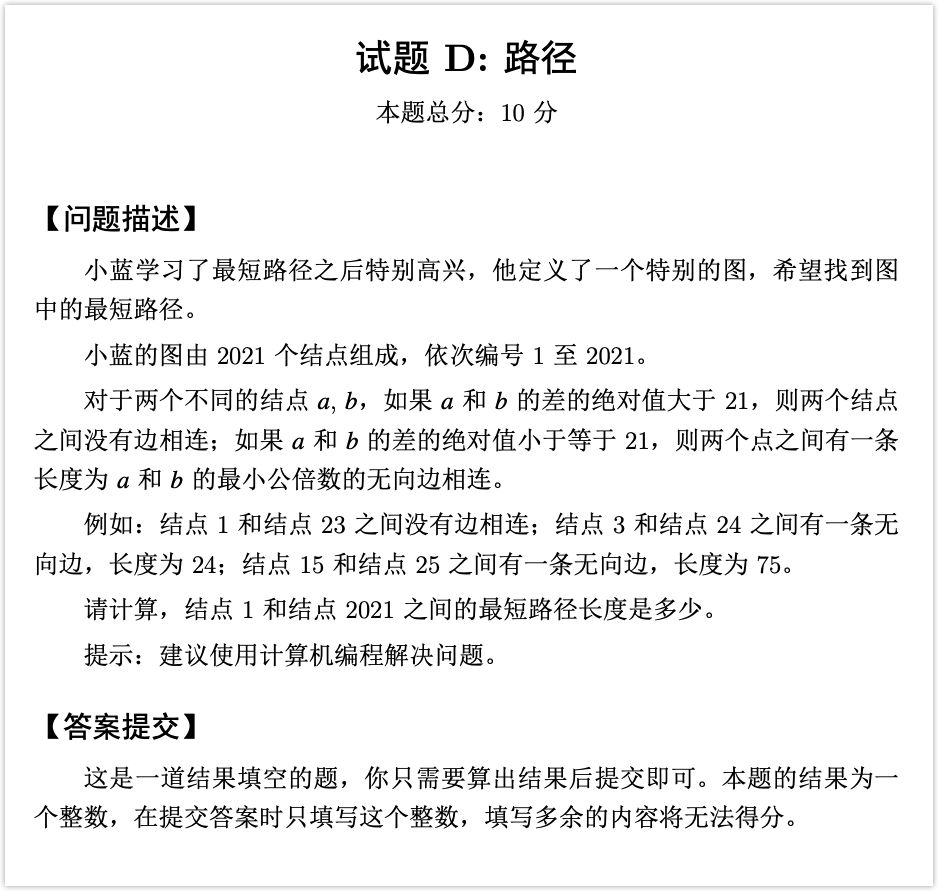 试题 D: 路径
本题总分：10 分
【问题描述】
小蓝学习了最短路径之后特别高兴，他定义了一个特别的图，希望找到图
中的最短路径。
小蓝的图由 2021 个结点组成，依次编号 1 至 2021。
对于两个不同的结点 a, b，如果 a 和 b 的差的绝对值大于 21，则两个结点
之间没有边相连；如果 a 和 b 的差的绝对值小于等于 21，则两个点之间有一条
长度为 a 和 b 的最小公倍数的无向边相连。
例如：结点 1 和结点 23 之间没有边相连；结点 3 和结点 24 之间有一条无
向边，长度为 24；结点 15 和结点 25 之间有一条无向边，长度为 75。
请计算，结点 1 和结点 2021 之间的最短路径长度是多少。
提示：建议使用计算机编程解决问题。
【答案提交】
这是一道结果填空的题，你只需要算出结果后提交即可。本题的结果为一
个整数，在提交答案时只填写这个整数，填写多余的内容将无法得分。